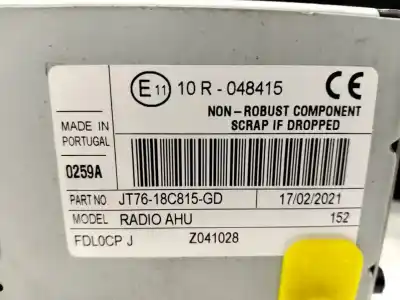 E 11 10 R - 048415 CE
NON - ROBUST COMPONENT
SCRAP IF DROPPED
MADE IN
PORTUGAL
0259A
PART NO. JT76-18C815-GD 17/02/2021
MODEL RADIO AHU 152
FDL0CP J Z041028